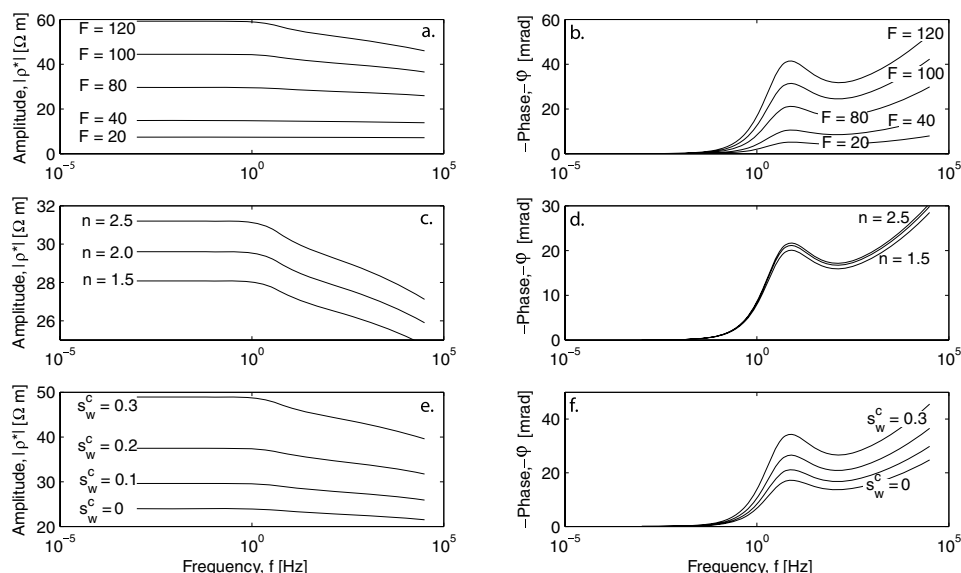 a.
Amplitude, |ρ*| [Ω m]
60
40
20
0
F = 120
F = 100
F = 80
F = 40
F = 20
10^-5
10^0
10^5
b.
−Phase,−φ [mrad]
60
40
20
0
F = 120
F = 100
F = 80
F = 40
F = 20
10^-5
10^0
10^5
c.
Amplitude, |ρ*| [Ω m]
32
30
28
26
n = 2.5
n = 2.0
n = 1.5
10^-5
10^0
10^5
d.
−Phase,−φ [mrad]
30
20
10
0
n = 2.5
n = 1.5
10^-5
10^0
10^5
e.
Amplitude, |ρ*| [Ω m]
50
40
30
20
s_w^c = 0.3
s_w^c = 0.2
s_w^c = 0.1
s_w^c = 0
10^-5
10^0
10^5
Frequency, f [Hz]
f.
−Phase,−φ [mrad]
40
20
0
s_w^c = 0.3
s_w^c = 0
10^-5
10^0
10^5
Frequency, f [Hz]